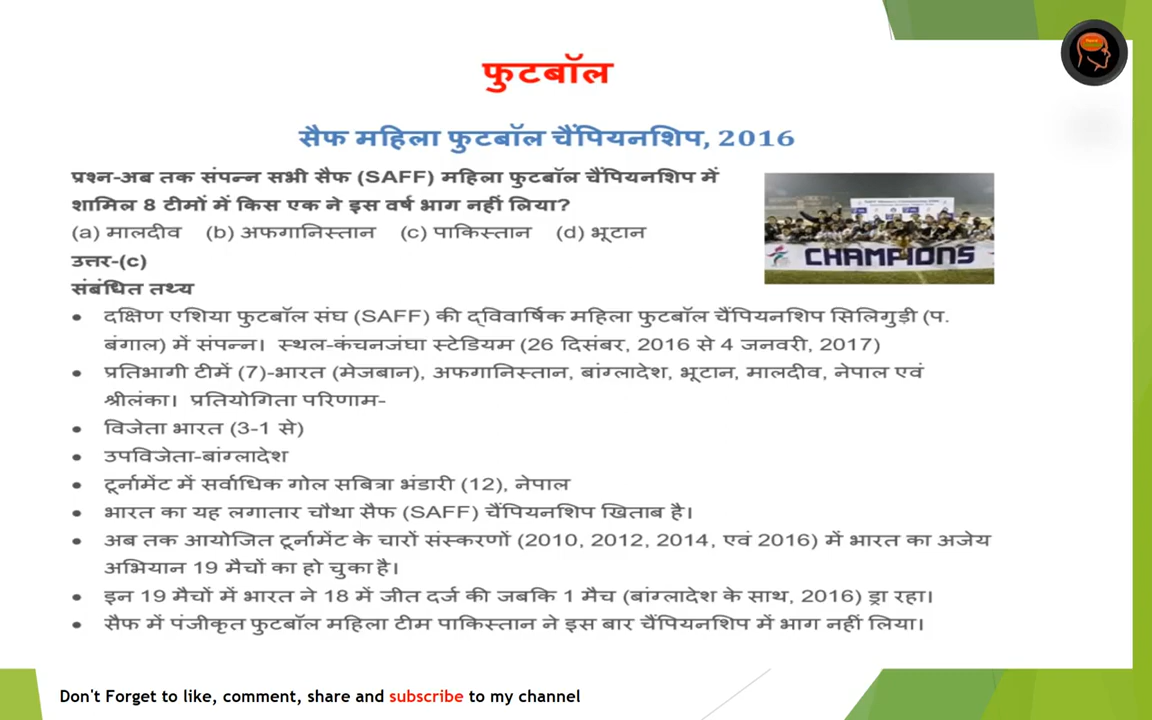 फुटबॉल
सैफ महिला फुटबॉल चैंपियनशिप, 2016
प्रश्न-अब तक संपन्न सभी सैफ (SAFF) महिला फुटबॉल चैंपियनशिप में
शामिल 8 टीमों में किस एक ने इस वर्ष भाग नहीं लिया?
(a) मालदीव (b) अफगानिस्तान (c) पाकिस्तान (d) भूटान
उत्तर-(c)
संबंधित तथ्य
CHAMPIONS
• दक्षिण एशिया फुटबॉल संघ (SAFF) की द्विवार्षिक महिला फुटबॉल चैंपियनशिप सिलिगुड़ी (प.
बंगाल) में संपन्न। स्थल-कंचनजंघा स्टेडियम (26 दिसंबर, 2016 से 4 जनवरी, 2017)
• प्रतिभागी टीमें (7)-भारत (मेजबान), अफगानिस्तान, बांग्लादेश, भूटान, मालदीव, नेपाल एवं
श्रीलंका। प्रतियोगिता परिणाम-
• विजेता भारत (3-1 से)
• उपविजेता-बांग्लादेश
• टूर्नामेंट में सर्वाधिक गोल सबित्रा भंडारी (12), नेपाल
• भारत का यह लगातार चौथा सैफ (SAFF) चैंपियनशिप खिताब है।
• अब तक आयोजित टूर्नामेंट के चारों संस्करणों (2010, 2012, 2014, एवं 2016) में भारत का अजेय
अभियान 19 मैचों का हो चुका है।
• इन 19 मैचों में भारत ने 18 में जीत दर्ज की जबकि 1 मैच (बांग्लादेश के साथ, 2016) ड्रा रहा।
• सैफ में पंजीकृत फुटबॉल महिला टीम पाकिस्तान ने इस बार चैंपियनशिप में भाग नहीं लिया।
Don't Forget to like, comment, share and subscribe to my channel